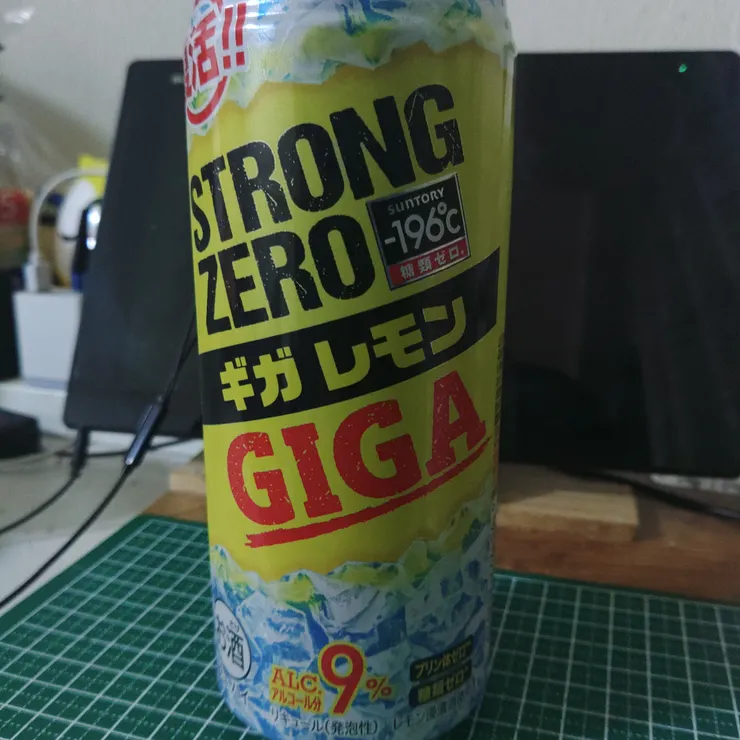 活!!
STRONG
ZERO
SUNTORY
-196℃
糖類ゼロ.
ギガレモン
GIGA
お酒
ALC.
アルコール分
9%
プリン体ゼロ
糖類ゼロ
リキュール(発泡性)